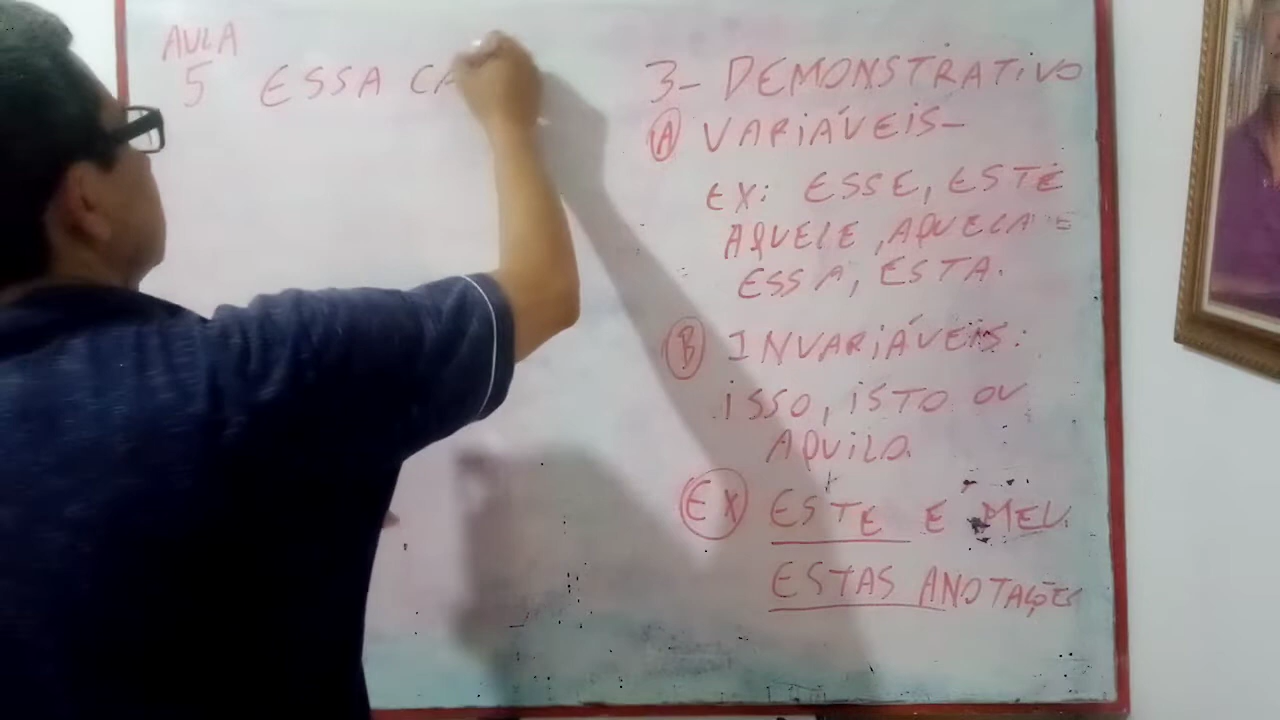 AULA
5 ESSA CA
3- DEMONSTRATIVO
A VARIÁVEIS-
EX: ESSE, ESTE
AQUELE, AQUELA E
ESSA, ESTA.
B INVARIÁVEIS:
ISSO, ISTO OU
AQUILO.
EX ESTE E MEU.
ESTAS ANOTAÇÕES